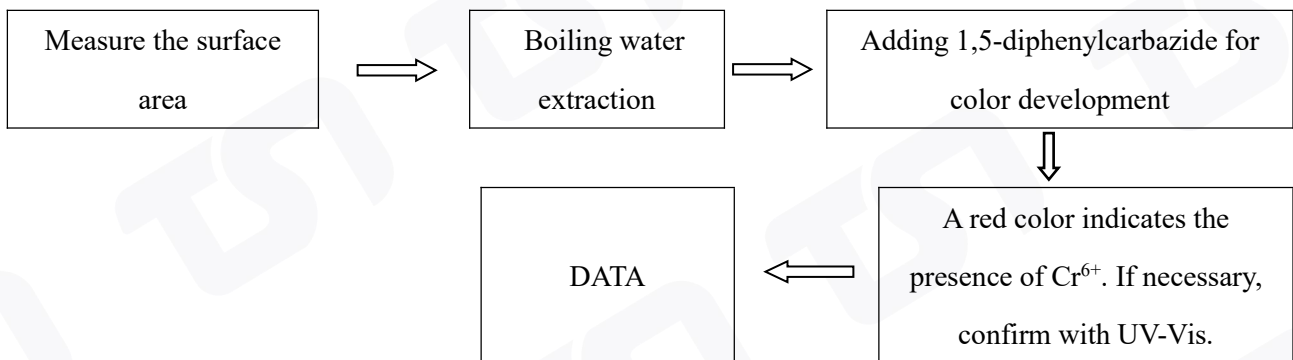 Measure the surface
area
Boiling water
extraction
Adding 1,5-diphenylcarbazide for
color development
A red color indicates the
presence of Cr⁶⁺. If necessary,
confirm with UV-Vis.
DATA